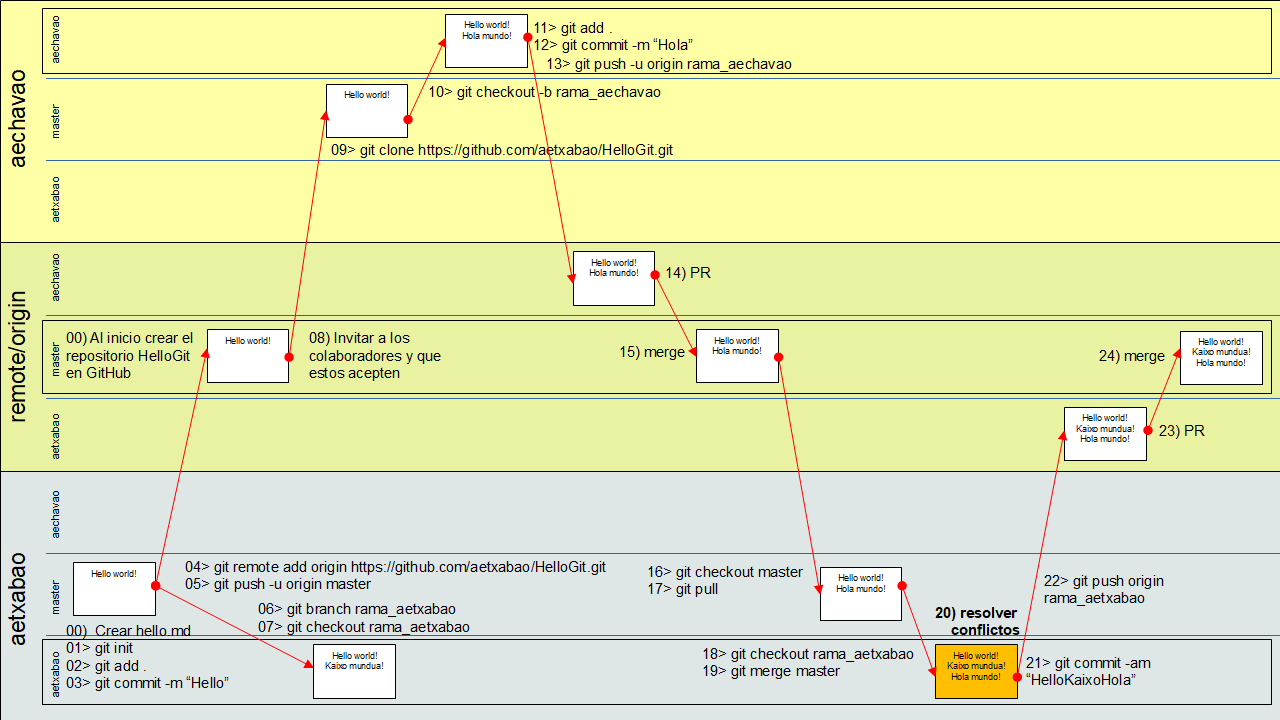 aechavao
aechavao
Hello world!
Hola mundo!
11> git add .
12> git commit -m “Hola”
13> git push -u origin rama_aechavao
master
Hello world!
10> git checkout -b rama_aechavao
09> git clone https://github.com/aetxabao/HelloGit.git
aetxabao
remote/origin
aechavao
Hello world!
Hola mundo!
14) PR
master
00) Al inicio crear el
repositorio HelloGit
en GitHub
Hello world!
08) Invitar a los
colaboradores y que
estos acepten
15) merge
Hello world!
Hola mundo!
24) merge
Hello world!
Kaixo mundua!
Hola mundo!
aetxabao
Hello world!
Kaixo mundua!
Hola mundo!
23) PR
aetxabao
aechavao
master
Hello world!
04> git remote add origin https://github.com/aetxabao/HelloGit.git
05> git push -u origin master
06> git branch rama_aetxabao
07> git checkout rama_aetxabao
16> git checkout master
17> git pull
Hello world!
Hola mundo!
20) resolver
conflictos
22> git push origin
rama_aetxabao
aetxabao
00)  Crear hello.md
01> git init
02> git add .
03> git commit -m “Hello”
Hello world!
Kaixo mundua!
18> git checkout rama_aetxabao
19> git merge master
Hello world!
Kaixo mundua!
Hola mundo!
21> git commit -am
“HelloKaixoHola”